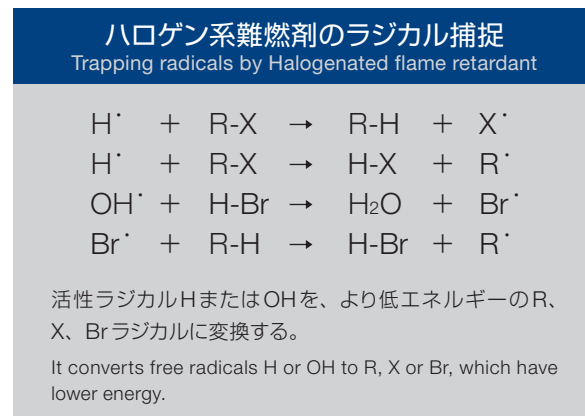 ハロゲン系難燃剤のラジカル捕捉
Trapping radicals by Halogenated flame retardant
H˙ + R-X → R-H + X˙
H˙ + R-X → H-X + R˙
OH˙ + H-Br → H₂O + Br˙
Br˙ + R-H → H-Br + R˙
活性ラジカルHまたはOHを、より低エネルギーのR、
X、Brラジカルに変換する。
It converts free radicals H or OH to R, X or Br, which have
lower energy.